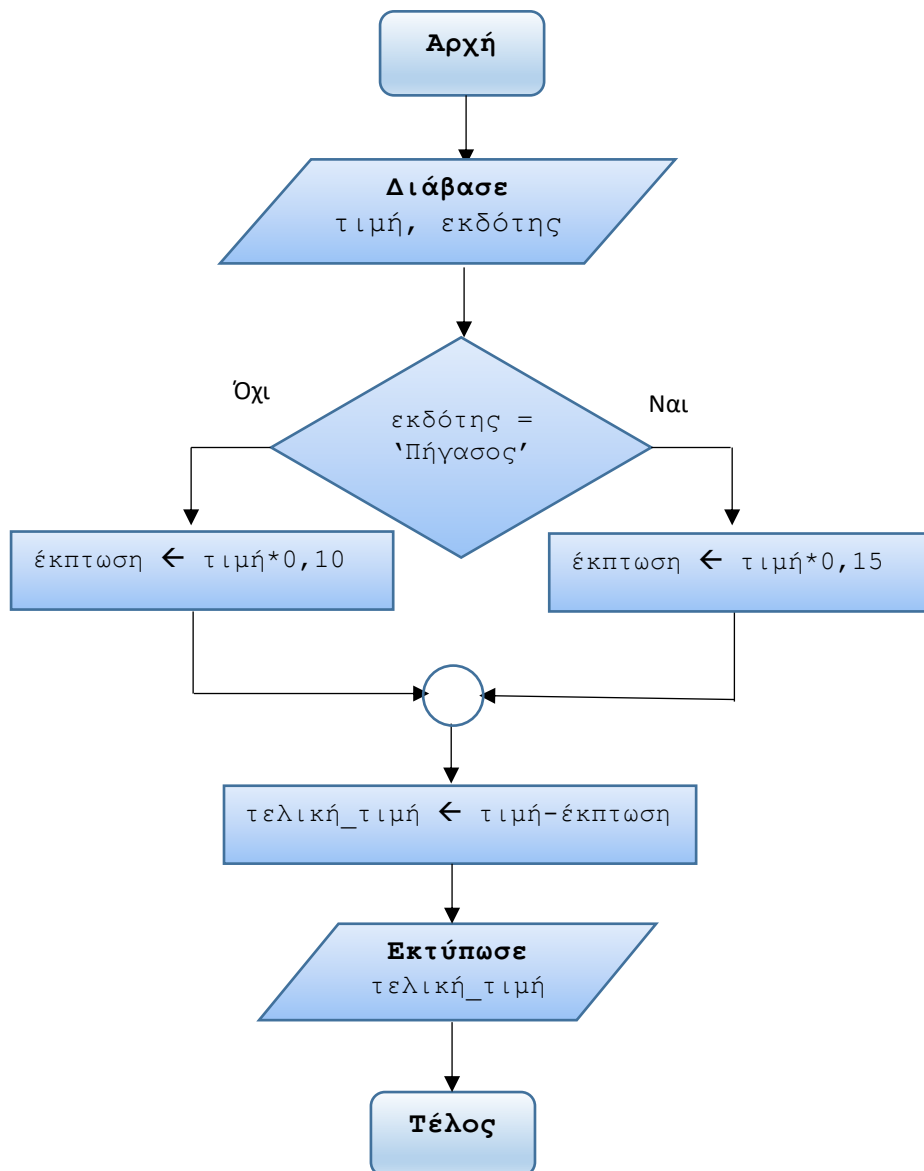 Αρχή
Διάβασε
τιμή, εκδότης
Όχι
Ναι
εκδότης =
‘Πήγασος’
έκπτωση ← τιμή*0,10
έκπτωση ← τιμή*0,15
τελική_τιμή ← τιμή-έκπτωση
Εκτύπωσε
τελική_τιμή
Τέλος